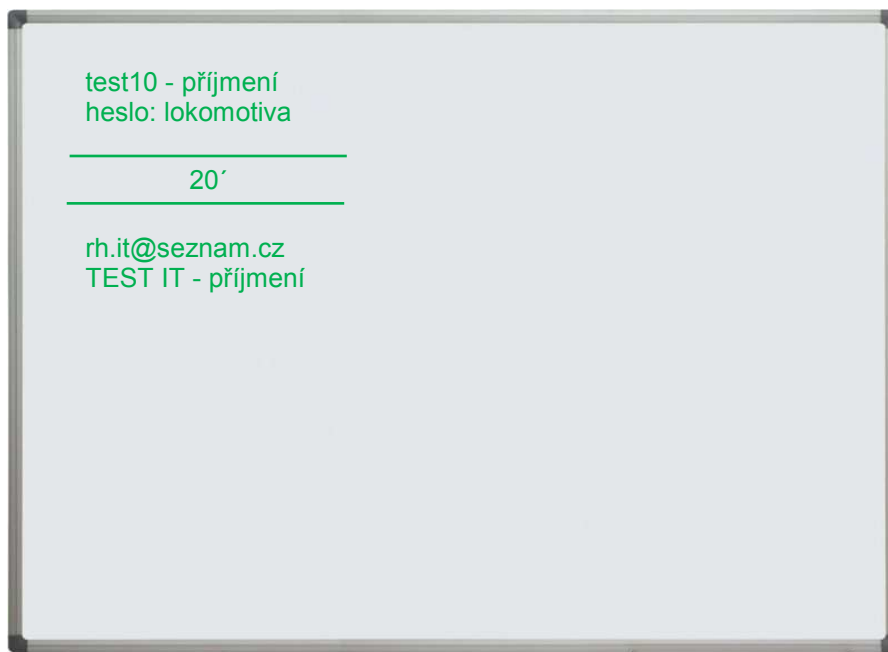 test10 - příjmení
heslo: lokomotiva
20´
rh.it@seznam.cz
TEST IT - příjmení